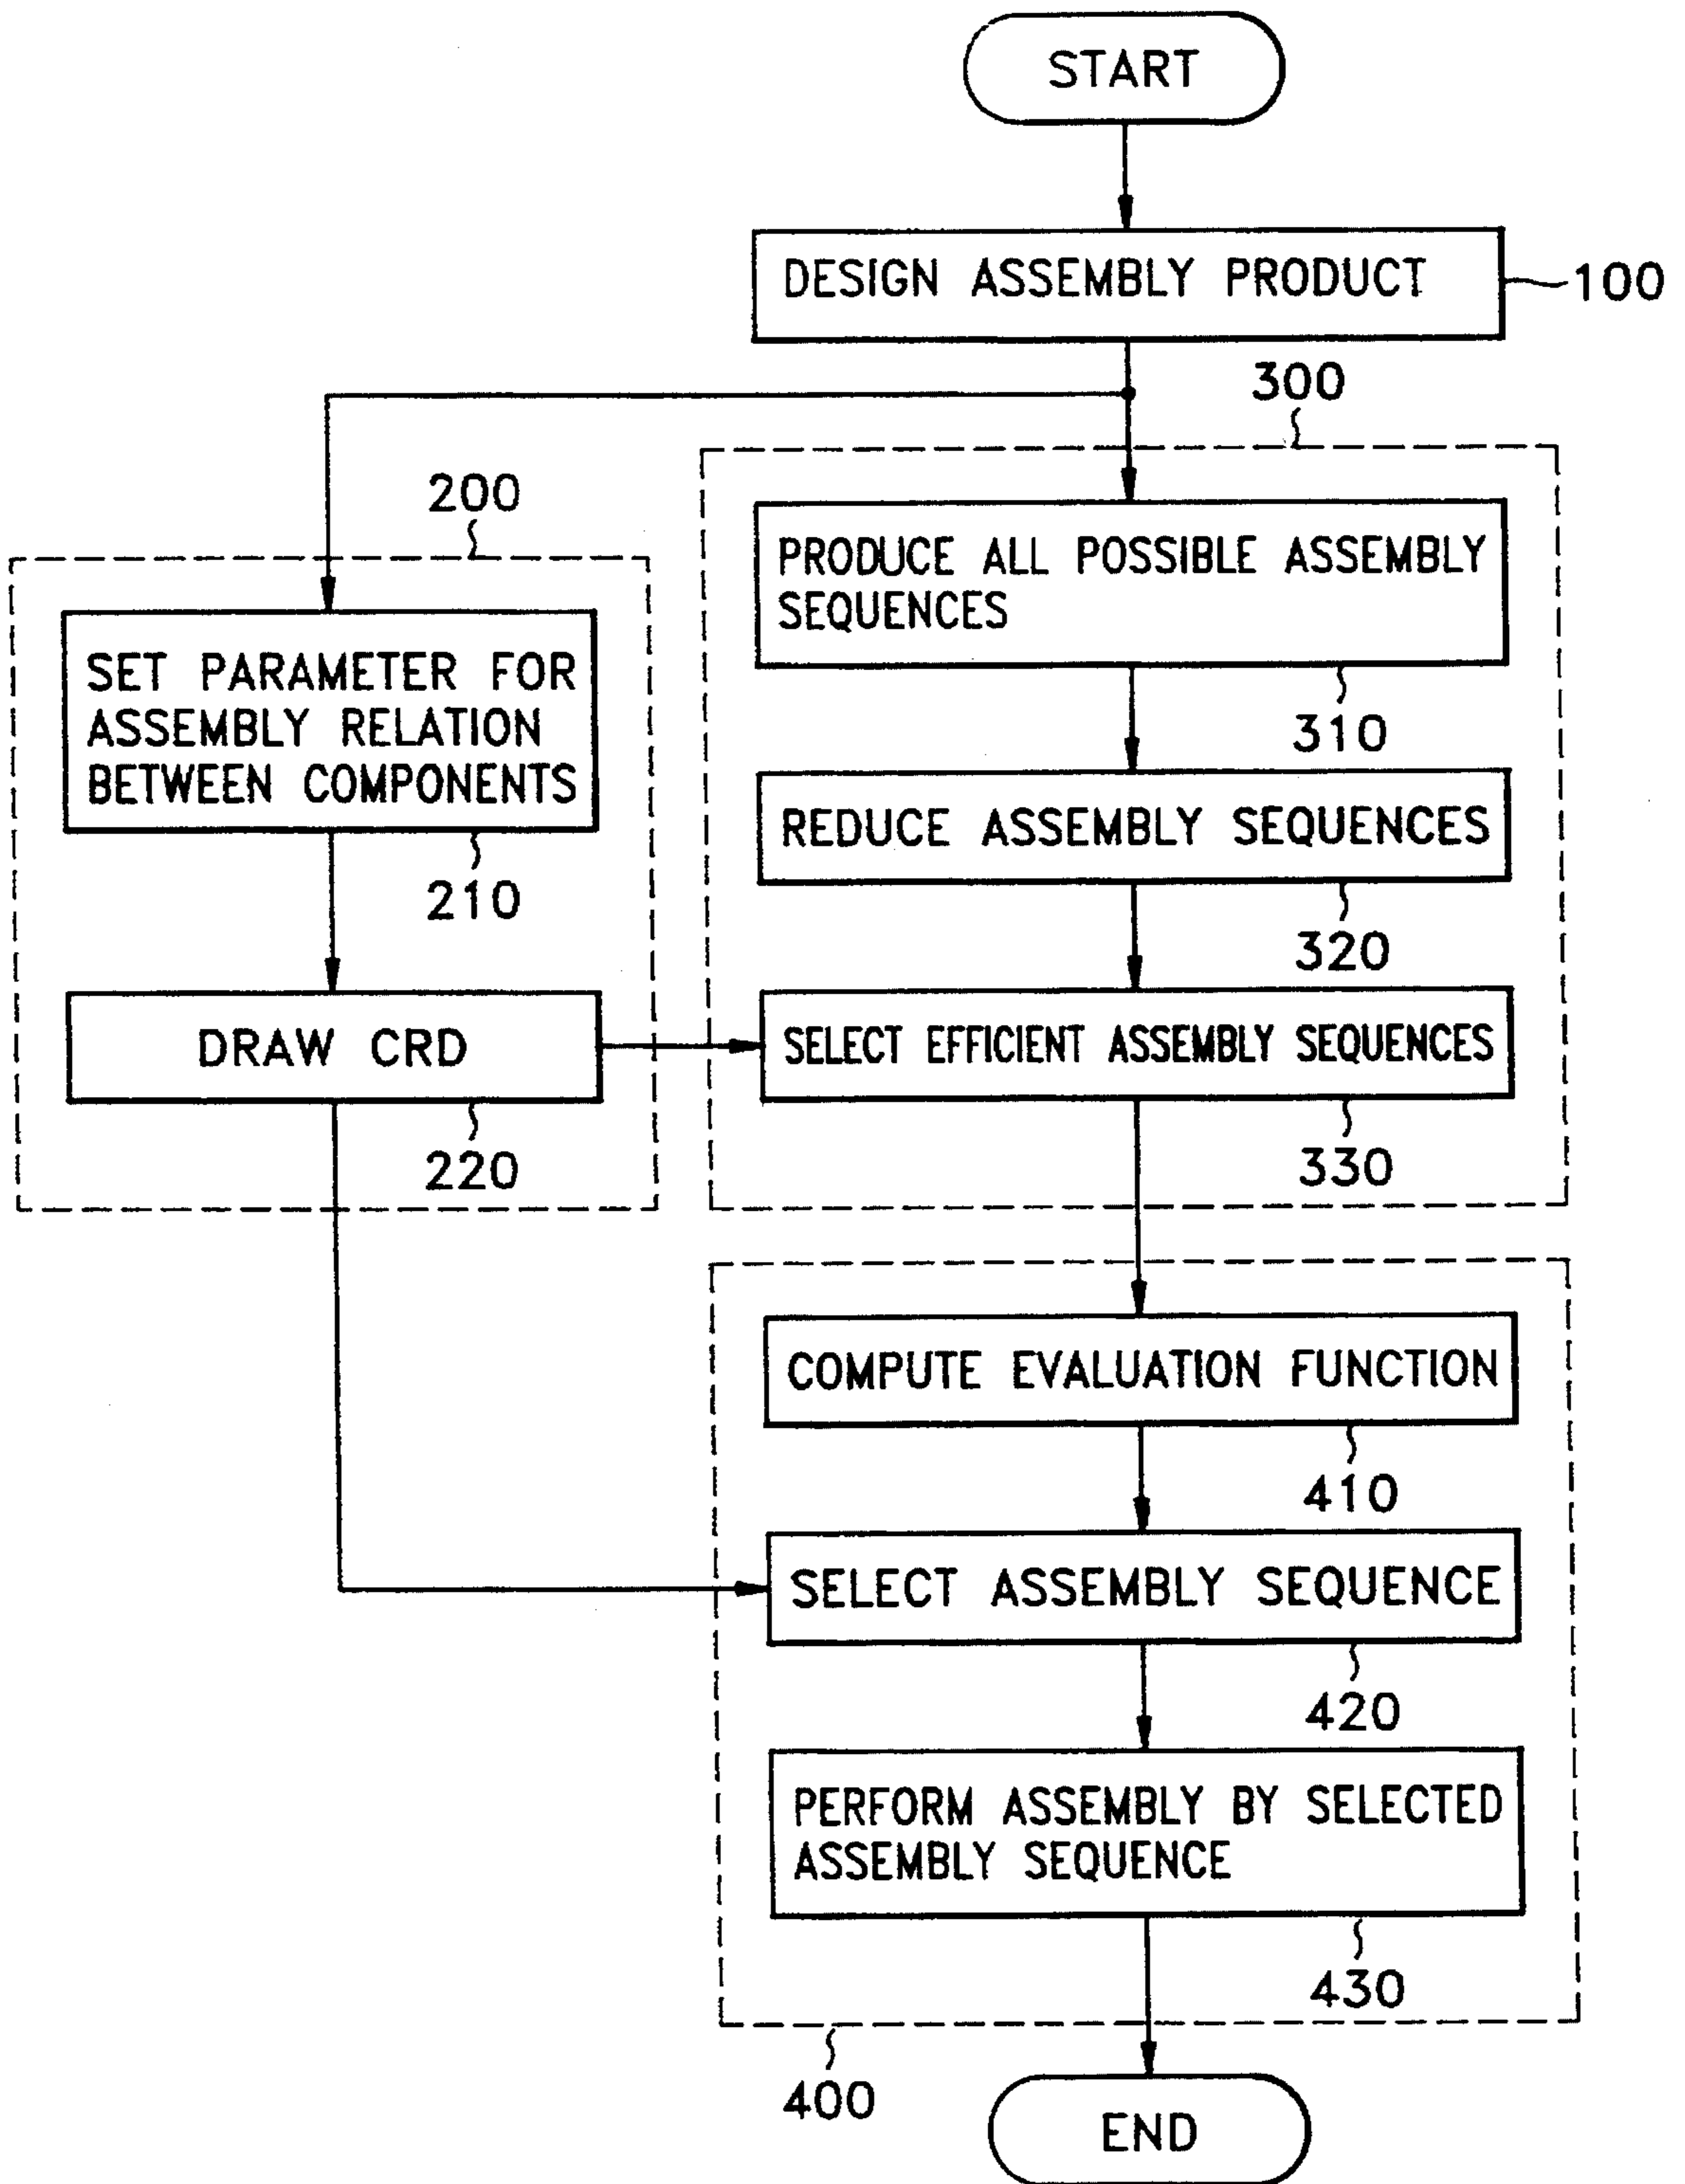 START
DESIGN ASSEMBLY PRODUCT
100
300
200
PRODUCE ALL POSSIBLE ASSEMBLY
SEQUENCES
310
SET PARAMETER FOR
ASSEMBLY RELATION
BETWEEN COMPONENTS
210
REDUCE ASSEMBLY SEQUENCES
320
DRAW CRD
220
SELECT EFFICIENT ASSEMBLY SEQUENCES
330
COMPUTE EVALUATION FUNCTION
410
SELECT ASSEMBLY SEQUENCE
420
PERFORM ASSEMBLY BY SELECTED
ASSEMBLY SEQUENCE
430
400
END